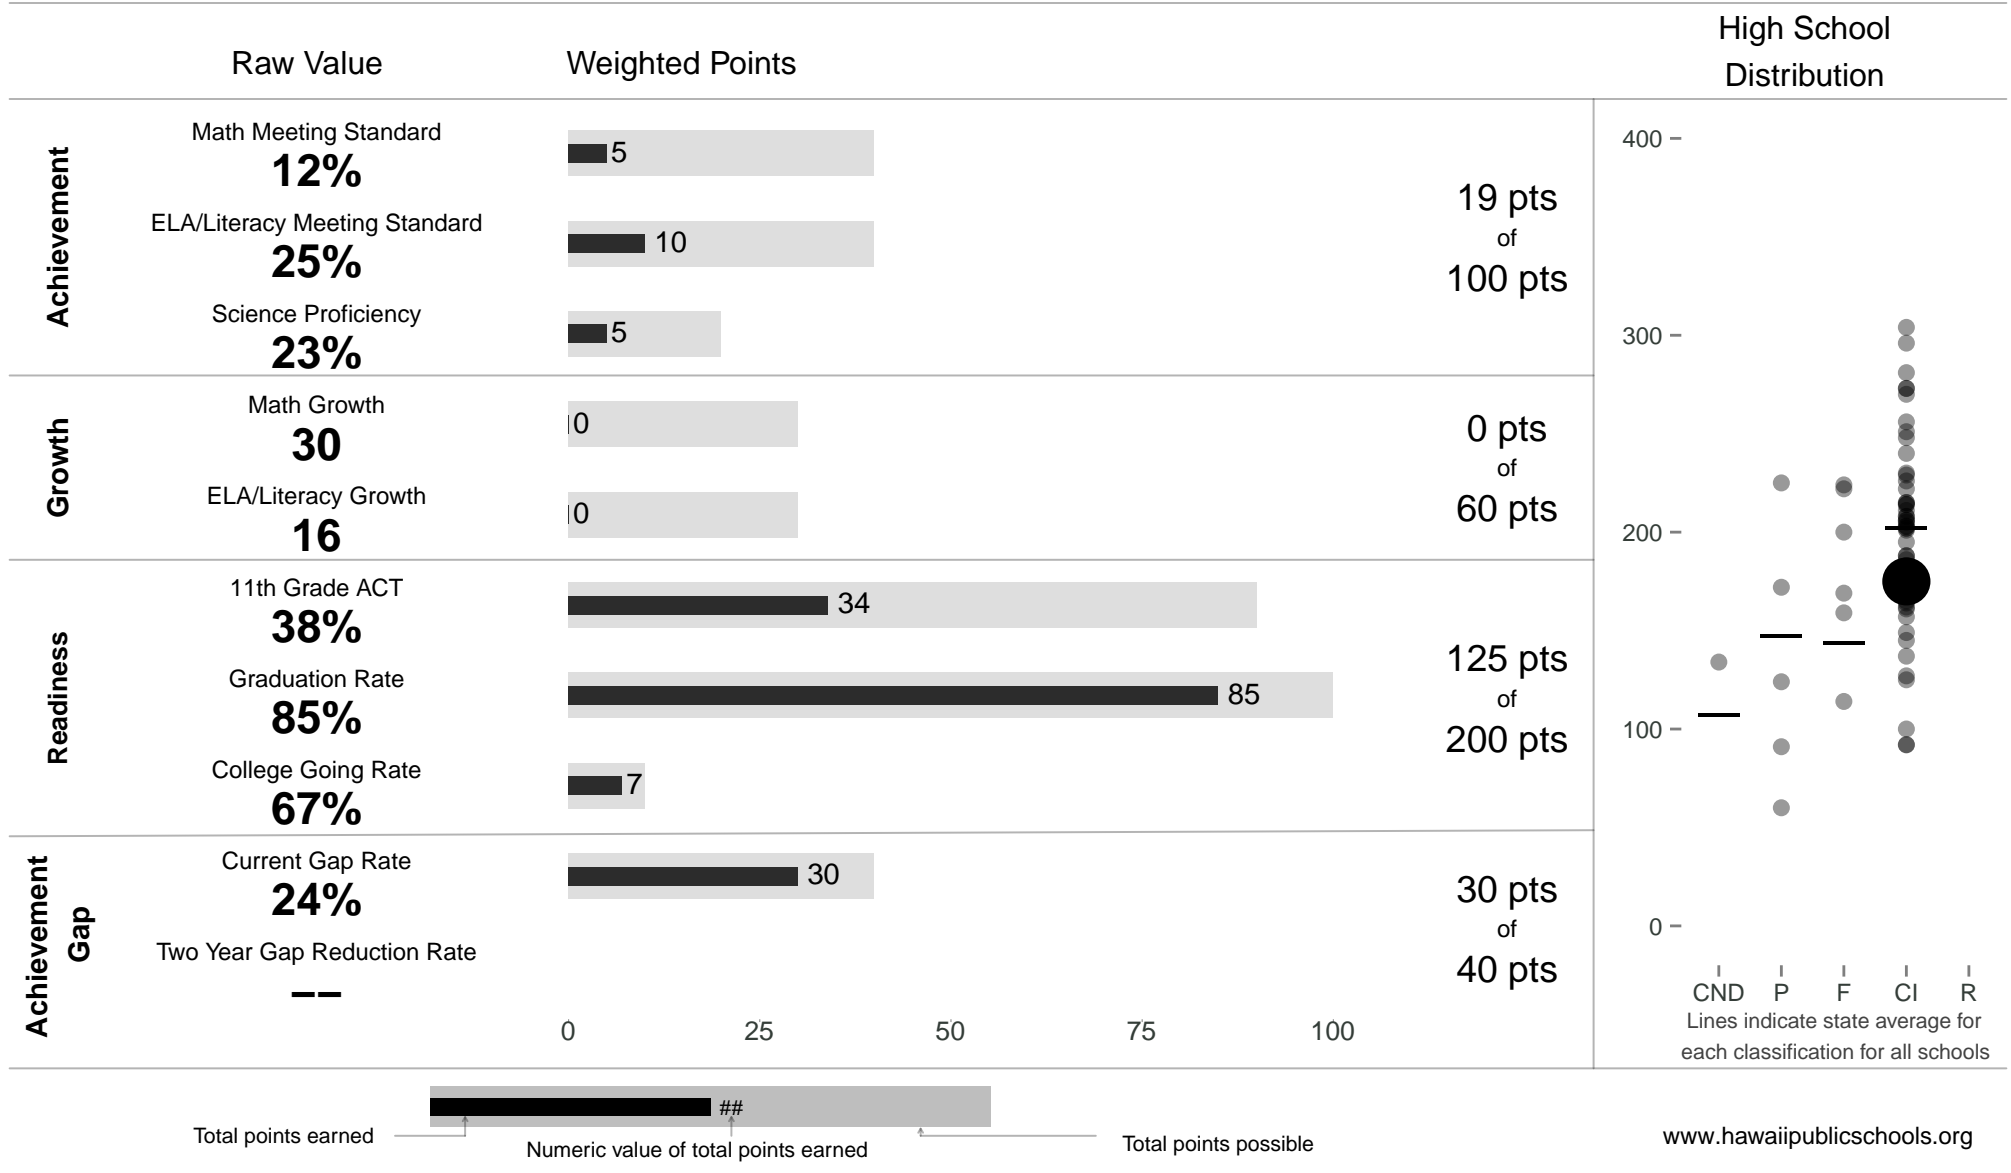 Raw Value
Weighted Points
High School
Distribution
Achievement
Math Meeting Standard
12%
5
ELA/Literacy Meeting Standard
25%
10
Science Proficiency
23%
5
19 pts
of
100 pts
Growth
Math Growth
30
0
ELA/Literacy Growth
16
0
0 pts
of
60 pts
Readiness
11th Grade ACT
38%
34
Graduation Rate
85%
85
College Going Rate
67%
7
125 pts
of
200 pts
Achievement
Gap
Current Gap Rate
24%
30
Two Year Gap Reduction Rate
−−
30 pts
of
40 pts
0 25 50 75 100
400
300
200
100
0
CND P F CI R
Lines indicate state average for
each classification for all schools
##
Total points earned
Numeric value of total points earned
Total points possible
www.hawaiipublicschools.org